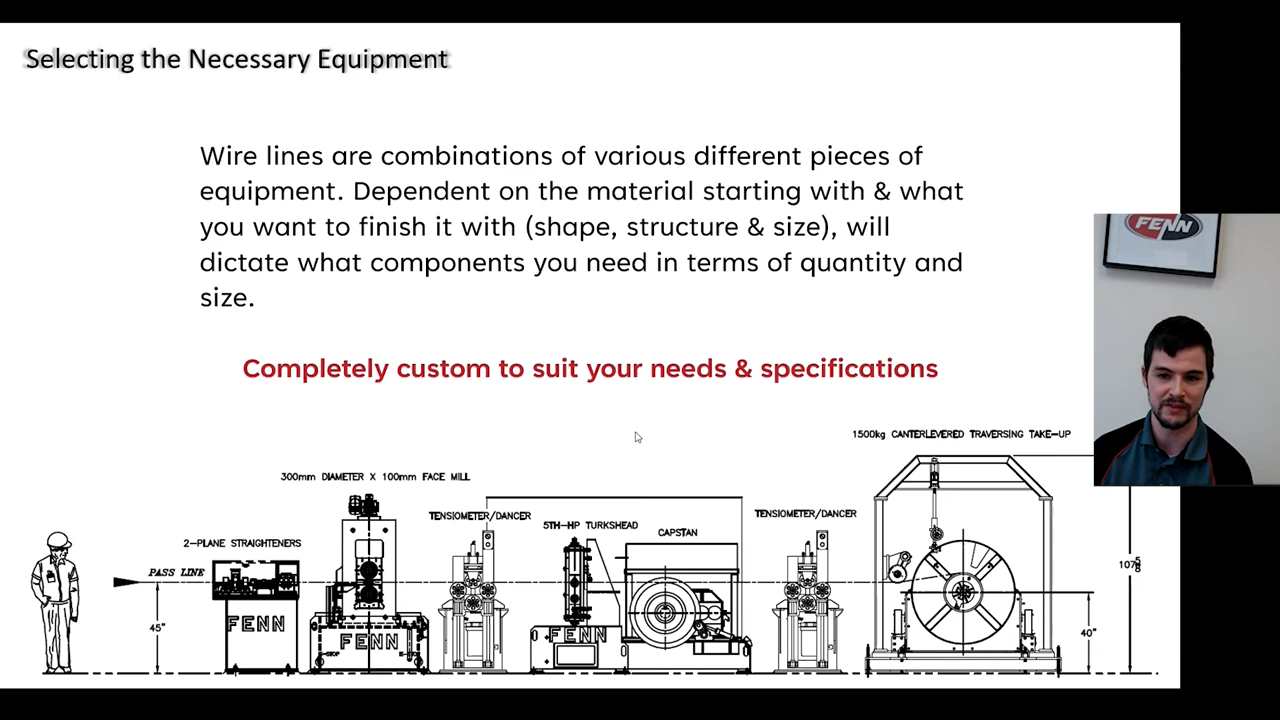 Selecting the Necessary Equipment
Wire lines are combinations of various different pieces of
equipment. Dependent on the material starting with & what
you want to finish it with (shape, structure & size), will
dictate what components you need in terms of quantity and
size.
Completely custom to suit your needs & specifications
FENN
1500kg CANTERLEVERED TRAVERSING TAKE-UP
300mm DIAMETER X 100mm FACE MILL
TENSIOMETER/DANCER
5TH-HP TURKSHEAD
CAPSTAN
TENSIOMETER/DANCER
2-PLANE STRAIGHTENERS
PASS LINE
45"
FENN
FENN
E-STOP
FENN
40"